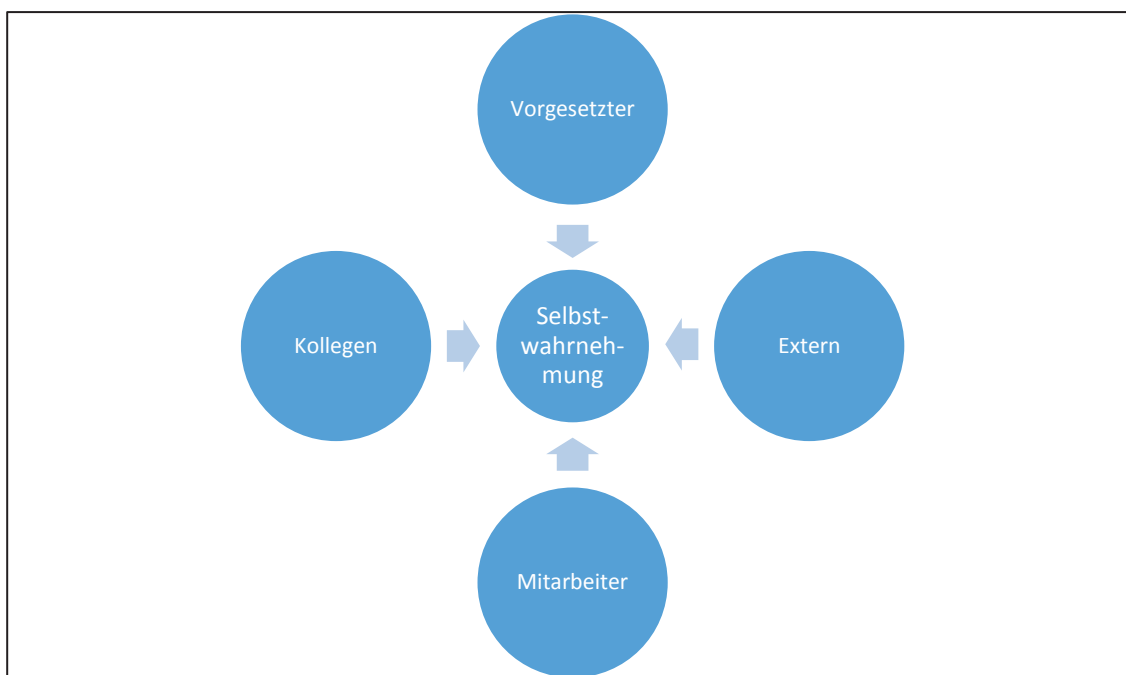 Vorgesetzter
Kollegen
Selbst-
wahrneh-
mung
Extern
Mitarbeiter